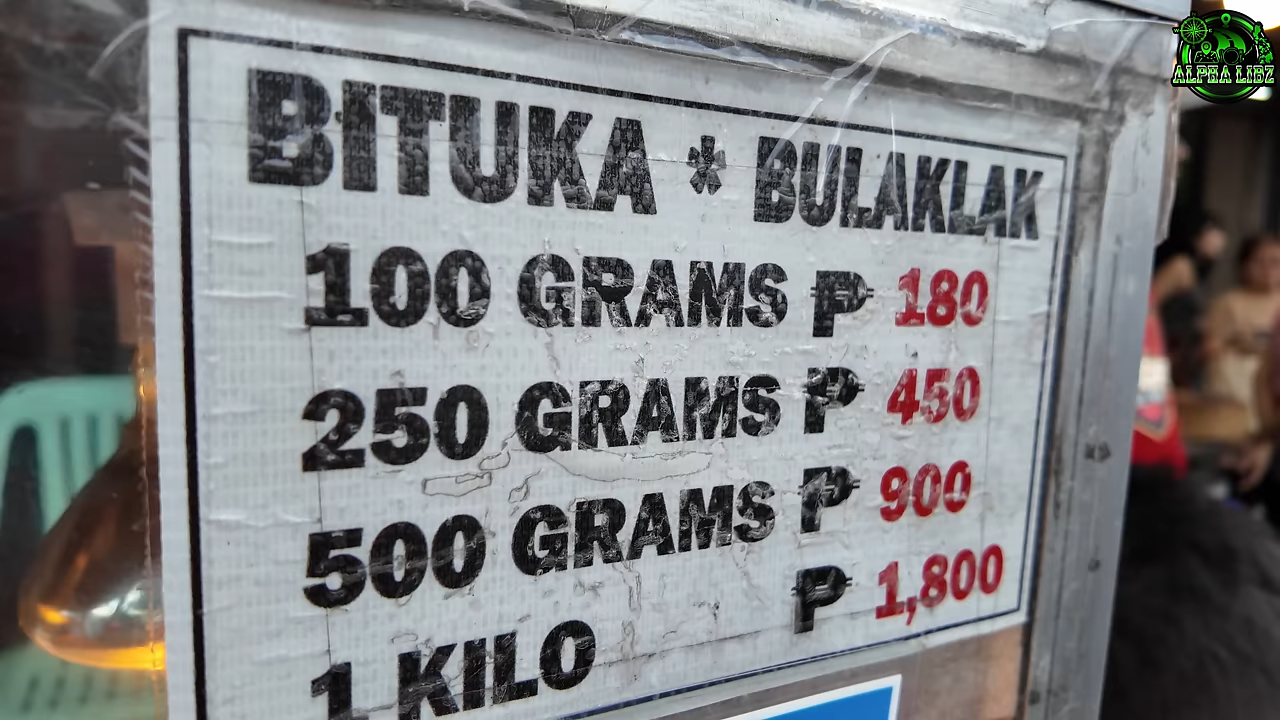 BITUKA * BULAKLAK
100 GRAMS ₱ 180
250 GRAMS ₱ 450
500 GRAMS ₱ 900
1 KILO ₱ 1,800
ALPHA LIBZ